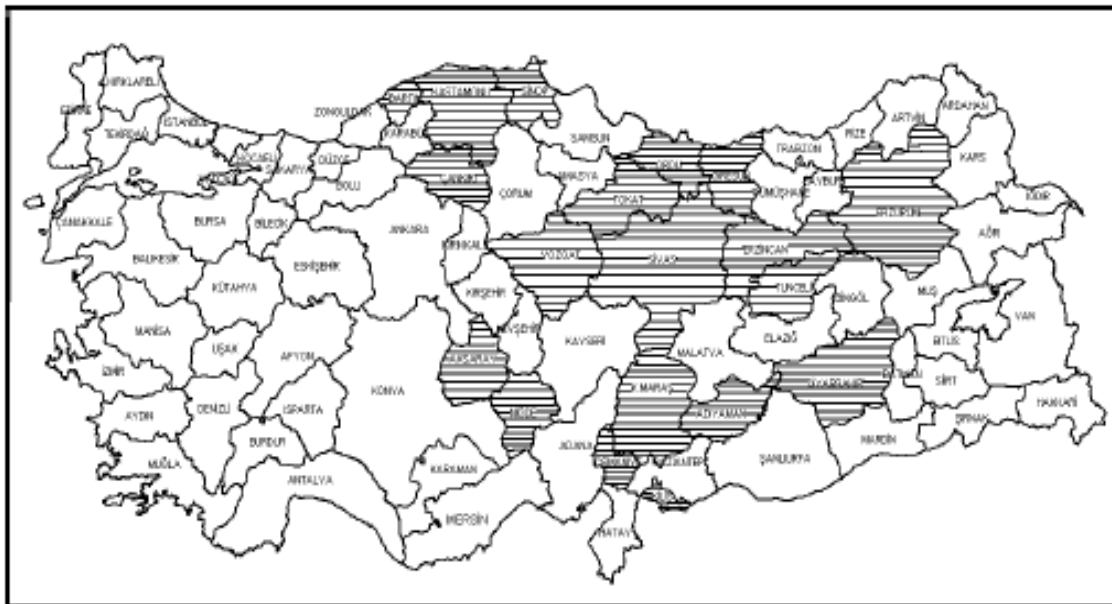 KIRKLARELİ
EDİRNE
TEKİRDAĞ
İSTANBUL
KOCAELİ
SAKARYA
DÜZCE
BOLU
ZONGULDAK
BARTIN
KARABÜK
KASTAMONU
SİNOP
ÇANKIRI
ÇORUM
SAMSUN
AMASYA
ORDU
TOKAT
GİRESUN
TRABZON
GÜMÜŞHANE
BAYBURT
RİZE
ARTVİN
ARDAHAN
KARS
IĞDIR
AĞRI
ERZURUM
ERZİNCAN
SİVAS
YOZGAT
KIRIKKALE
ANKARA
ESKİŞEHİR
BİLECİK
BURSA
ÇANAKKALE
BALIKESİR
KÜTAHYA
KIRŞEHİR
NEVŞEHİR
KAYSERİ
MALATYA
TUNCELİ
BİNGÖL
ELAZIĞ
MUŞ
BİTLİS
VAN
MANİSA
UŞAK
AFYON
KONYA
AKSARAY
NİĞDE
K.MARAŞ
ADIYAMAN
DİYARBAKIR
BATMAN
SİİRT
ŞIRNAK
HAKKARİ
MARDİN
ŞANLIURFA
GAZİANTEP
OSMANİYE
ADANA
HATAY
MERSİN
KARAMAN
ANTALYA
ISPARTA
BURDUR
DENİZLİ
İZMİR
AYDIN
MUĞLA